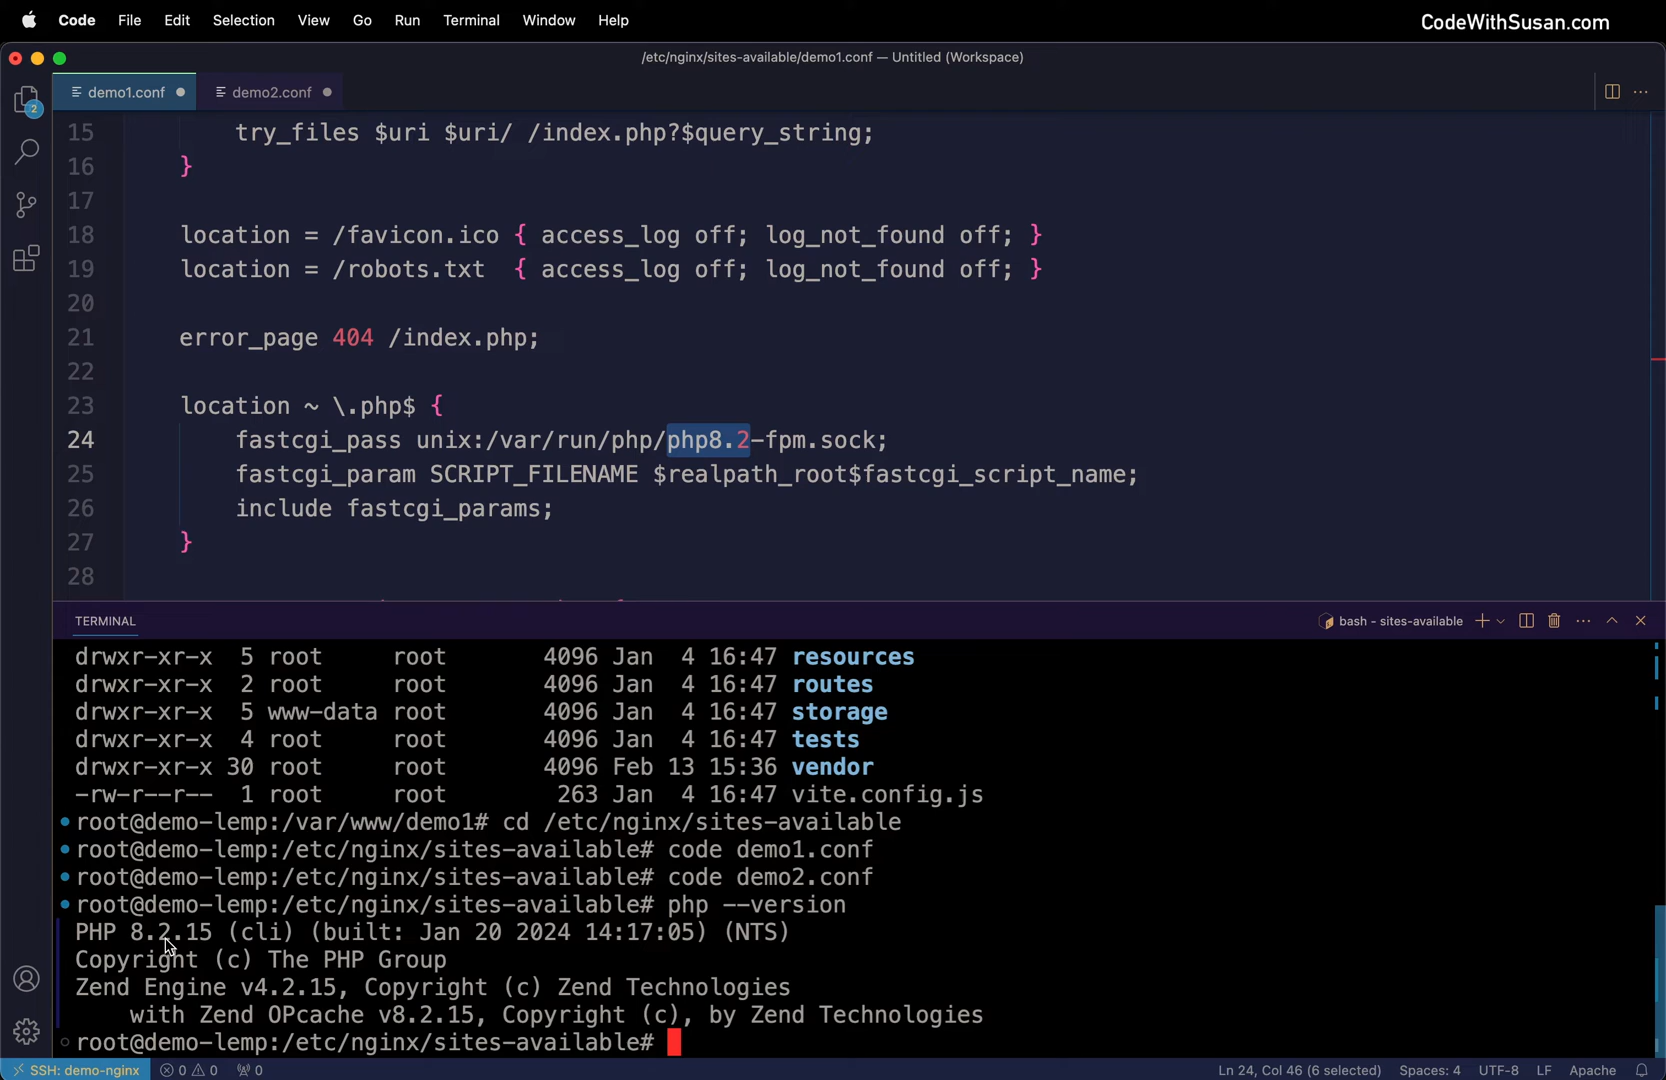 Code File Edit Selection View Go Run Terminal Window Help CodeWithSusan.com
/etc/nginx/sites-available/demo1.conf — Untitled (Workspace)
demo1.conf demo2.conf
2
15 try_files $uri $uri/ /index.php?$query_string;
16 }
17
18 location = /favicon.ico { access_log off; log_not_found off; }
19 location = /robots.txt  { access_log off; log_not_found off; }
20
21 error_page 404 /index.php;
22
23 location ~ \.php$ {
24 fastcgi_pass unix:/var/run/php/php8.2-fpm.sock;
25 fastcgi_param SCRIPT_FILENAME $realpath_root$fastcgi_script_name;
26 include fastcgi_params;
27 }
28
TERMINAL bash - sites-available
drwxr-xr-x  5 root     root       4096 Jan  4 16:47 resources
drwxr-xr-x  2 root     root       4096 Jan  4 16:47 routes
drwxr-xr-x  5 www-data root       4096 Jan  4 16:47 storage
drwxr-xr-x  4 root     root       4096 Jan  4 16:47 tests
drwxr-xr-x 30 root     root       4096 Feb 13 15:36 vendor
-rw-r--r--  1 root     root        263 Jan  4 16:47 vite.config.js
root@demo-lemp:/var/www/demo1# cd /etc/nginx/sites-available
root@demo-lemp:/etc/nginx/sites-available# code demo1.conf
root@demo-lemp:/etc/nginx/sites-available# code demo2.conf
root@demo-lemp:/etc/nginx/sites-available# php --version
PHP 8.2.15 (cli) (built: Jan 20 2024 14:17:05) (NTS)
Copyright (c) The PHP Group
Zend Engine v4.2.15, Copyright (c) Zend Technologies
    with Zend OPcache v8.2.15, Copyright (c), by Zend Technologies
root@demo-lemp:/etc/nginx/sites-available#
SSH: demo-nginx 0 0 0 Ln 24, Col 46 (6 selected) Spaces: 4 UTF-8 LF Apache